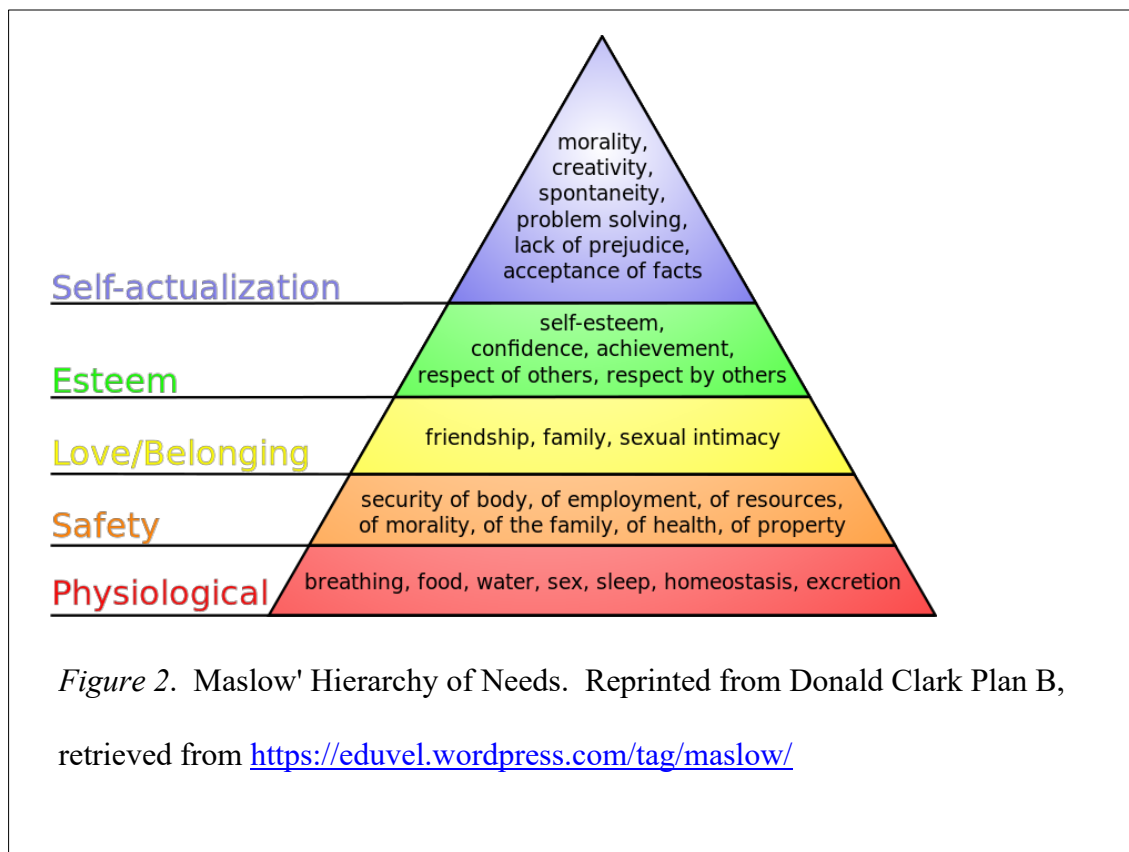 morality,
creativity,
spontaneity,
problem solving,
lack of prejudice,
acceptance of facts
Self-actualization
self-esteem,
confidence, achievement,
respect of others, respect by others
Esteem
friendship, family, sexual intimacy
Love/Belonging
security of body, of employment, of resources,
of morality, of the family, of health, of property
Safety
breathing, food, water, sex, sleep, homeostasis, excretion
Physiological
Figure 2.  Maslow' Hierarchy of Needs.  Reprinted from Donald Clark Plan B,
retrieved from https://eduvel.wordpress.com/tag/maslow/